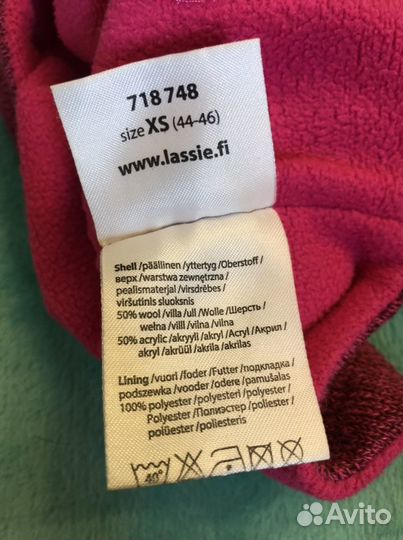 718 748
size XS (44-46)
www.lassie.fi
Shell /päällinen /yttertyg /Oberstoff /
верх /warstwa zewnętrzna /
pealismaterjal /virsdrēbes /
viršutinis sluoksnis
50% wool /villa /ull /Wolle /Шерсть /
wełna /vill /vilna /vilna
50% acrylic /akryyli /akryl /Acryl /Акрил /
akryl /akrüül /akrila /akrilas
Lining /vuori /foder /Futter /подкладка /
podszewka /vooder /odere /pamušalas
100% polyester /polyesteri /polyester /
Polyester /Полиэстер /poliester /
polüester /poliesteris
40°
Avito